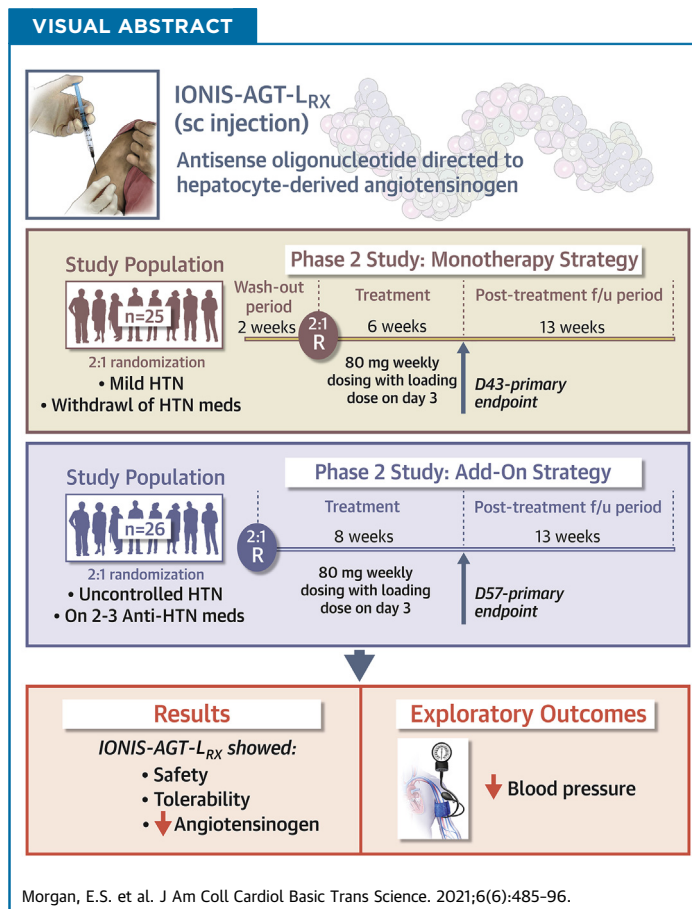 VISUAL ABSTRACT
IONIS-AGT-LRX
(sc injection)
Antisense oligonucleotide directed to
hepatocyte-derived angiotensinogen
Study Population
n=25
2:1 randomization
• Mild HTN
• Withdrawl of HTN meds
Phase 2 Study: Monotherapy Strategy
Wash-out
period
2 weeks
2:1
R
Treatment
6 weeks
80 mg weekly
dosing with loading
dose on day 3
Post-treatment f/u period
13 weeks
D43-primary
endpoint
Study Population
n=26
2:1 randomization
• Uncontrolled HTN
• On 2-3 Anti-HTN meds
Phase 2 Study: Add-On Strategy
2:1
R
Treatment
8 weeks
80 mg weekly
dosing with loading
dose on day 3
Post-treatment f/u period
13 weeks
D57-primary
endpoint
Results
IONIS-AGT-LRX showed:
• Safety
• Tolerability
• ↓ Angiotensinogen
Exploratory Outcomes
↓ Blood pressure
Morgan, E.S. et al. J Am Coll Cardiol Basic Trans Science. 2021;6(6):485-96.